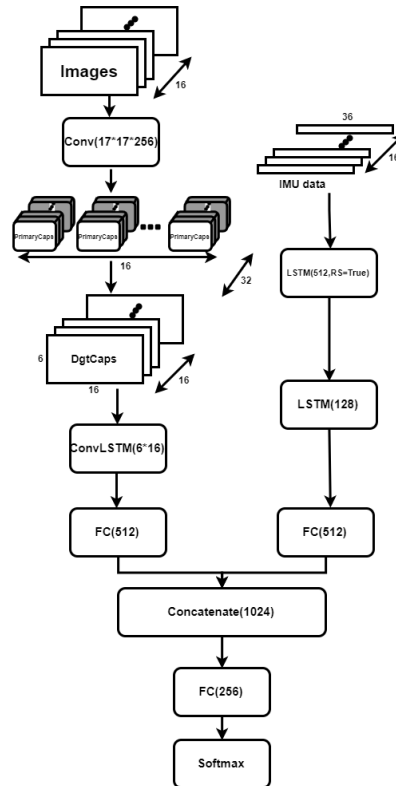 Images
16
Conv(17*17*256)
36
16
IMU data
PrimaryCaps PrimaryCaps PrimaryCaps
16
32
LSTM(512,RS=True)
6
DgtCaps
16
16
LSTM(128)
ConvLSTM(6*16)
FC(512)
FC(512)
Concatenate(1024)
FC(256)
Softmax